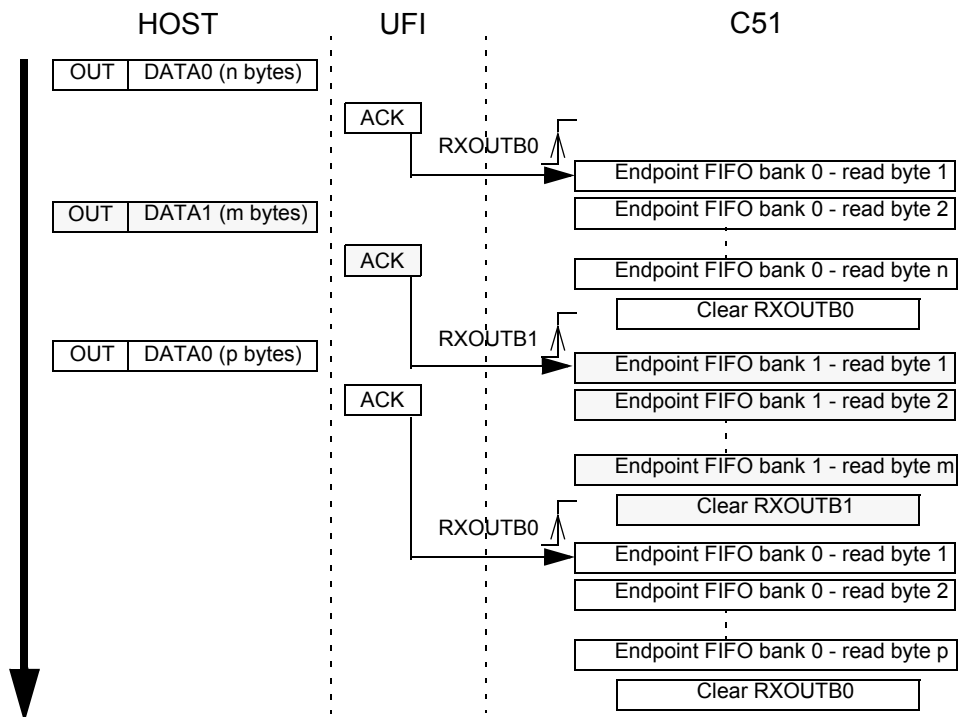 HOST UFI C51
OUT DATA0 (n bytes)
ACK
RXOUTB0
Endpoint FIFO bank 0 - read byte 1
OUT DATA1 (m bytes)
Endpoint FIFO bank 0 - read byte 2
ACK
Endpoint FIFO bank 0 - read byte n
Clear RXOUTB0
RXOUTB1
OUT DATA0 (p bytes)
Endpoint FIFO bank 1 - read byte 1
ACK
Endpoint FIFO bank 1 - read byte 2
Endpoint FIFO bank 1 - read byte m
Clear RXOUTB1
RXOUTB0
Endpoint FIFO bank 0 - read byte 1
Endpoint FIFO bank 0 - read byte 2
Endpoint FIFO bank 0 - read byte p
Clear RXOUTB0